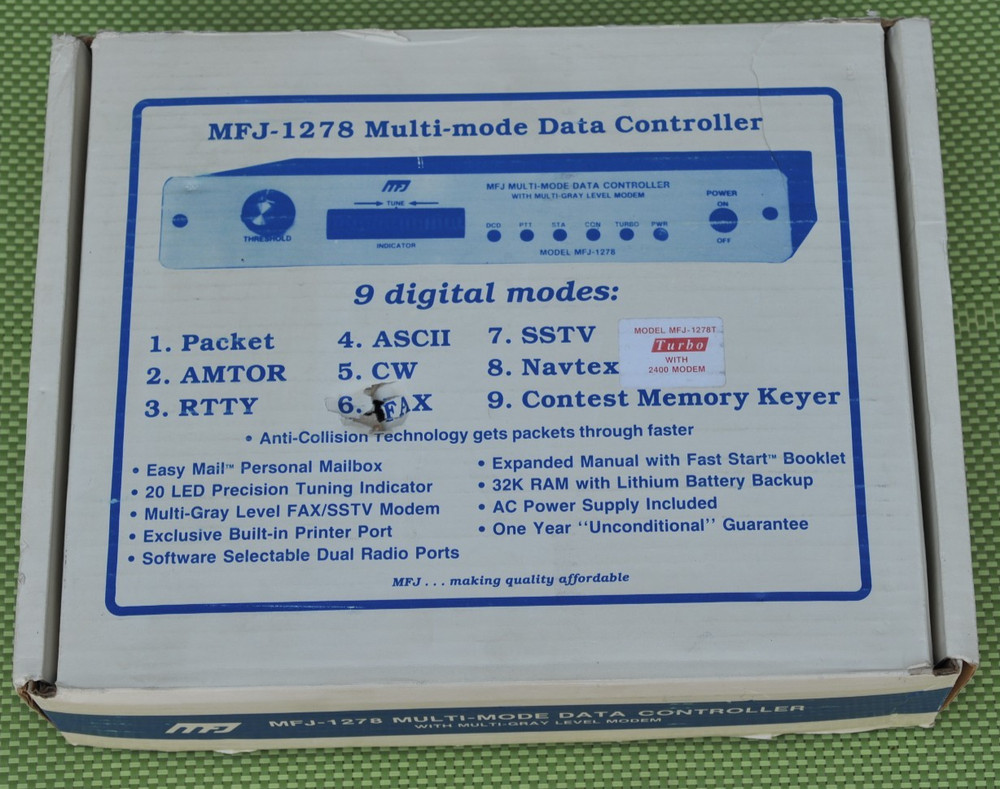 MFJ-1278 Multi-mode Data Controller
MFJ
TUNE
MFJ MULTI-MODE DATA CONTROLLER
WITH MULTI-GRAY LEVEL MODEM
POWER
ON
OFF
THRESHOLD
INDICATOR
DCD PTT STA CON TURBO PWR
MODEL MFJ-1278
9 digital modes:
1. Packet
2. AMTOR
3. RTTY
4. ASCII
5. CW
6. FAX
7. SSTV
8. Navtex
9. Contest Memory Keyer
MODEL MFJ-1278T
Turbo
WITH
2400 MODEM
• Anti-Collision Technology gets packets through faster
• Easy Mail™ Personal Mailbox
• 20 LED Precision Tuning Indicator
• Multi-Gray Level FAX/SSTV Modem
• Exclusive Built-in Printer Port
• Software Selectable Dual Radio Ports
• Expanded Manual with Fast Start™ Booklet
• 32K RAM with Lithium Battery Backup
• AC Power Supply Included
• One Year ‘‘Unconditional’’ Guarantee
MFJ . . . making quality affordable
MFJ
MFJ-1278 MULTI-MODE DATA CONTROLLER
WITH MULTI-GRAY LEVEL MODEM